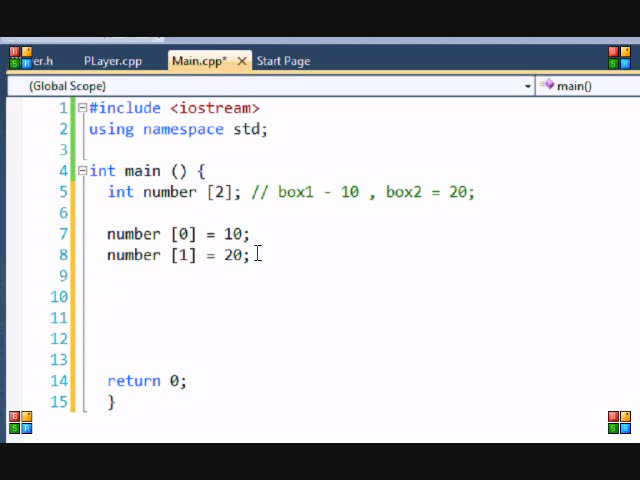 er.h PLayer.cpp Main.cpp* X Start Page
(Global Scope) main()
1 #include <iostream>
2 using namespace std;
3
4 int main () {
5 int number [2]; // box1 - 10 , box2 = 20;
6
7 number [0] = 10;
8 number [1] = 20;
9
10
11
12
13
14 return 0;
15 }